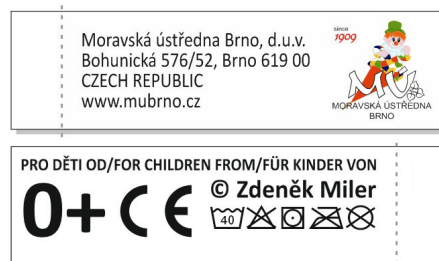 Moravská ústředna Brno, d.u.v.
Bohunická 576/52, Brno 619 00
CZECH REPUBLIC
www.mubrno.cz
since
1909
MÚ
MORAVSKÁ ÚSTŘEDNA
BRNO
PRO DĚTI OD/FOR CHILDREN FROM/FÜR KINDER VON
0+ CE
© Zdeněk Miler
40